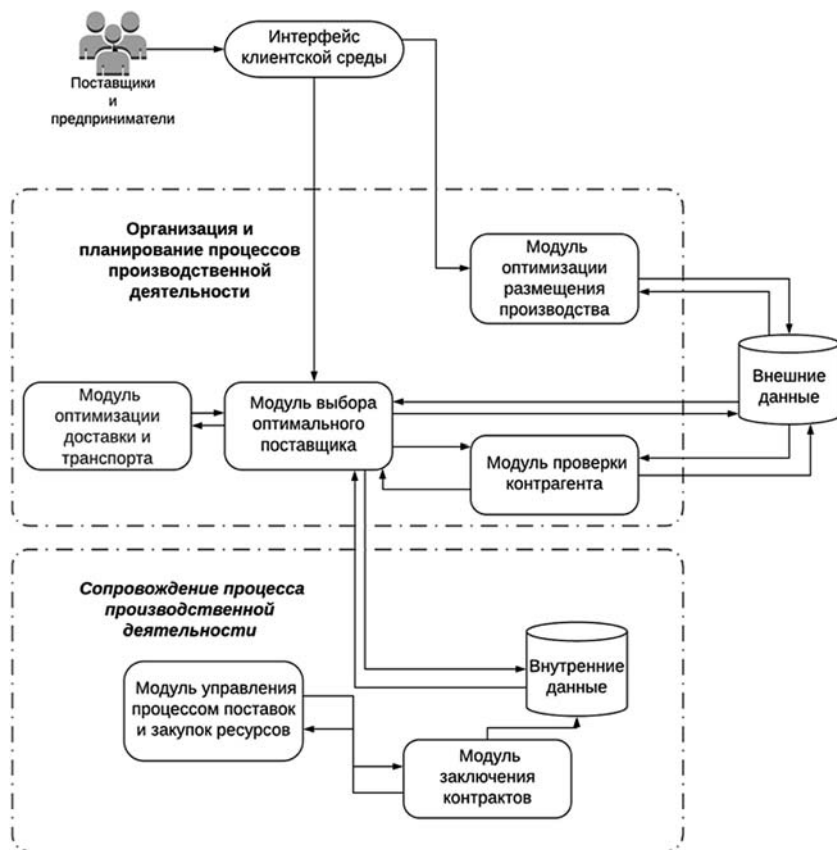 Интерфейс
клиентской среды
Поставщики
и
предприниматели
Организация и
планирование процессов
производственной
деятельности
Модуль
оптимизации
размещения
производства
Внешние
данные
Модуль
оптимизации
доставки и
транспорта
Модуль выбора
оптимального
поставщика
Модуль проверки
контрагента
Сопровождение процесса
производственной
деятельности
Внутренние
данные
Модуль управления
процессом поставок
и закупок ресурсов
Модуль
заключения
контрактов